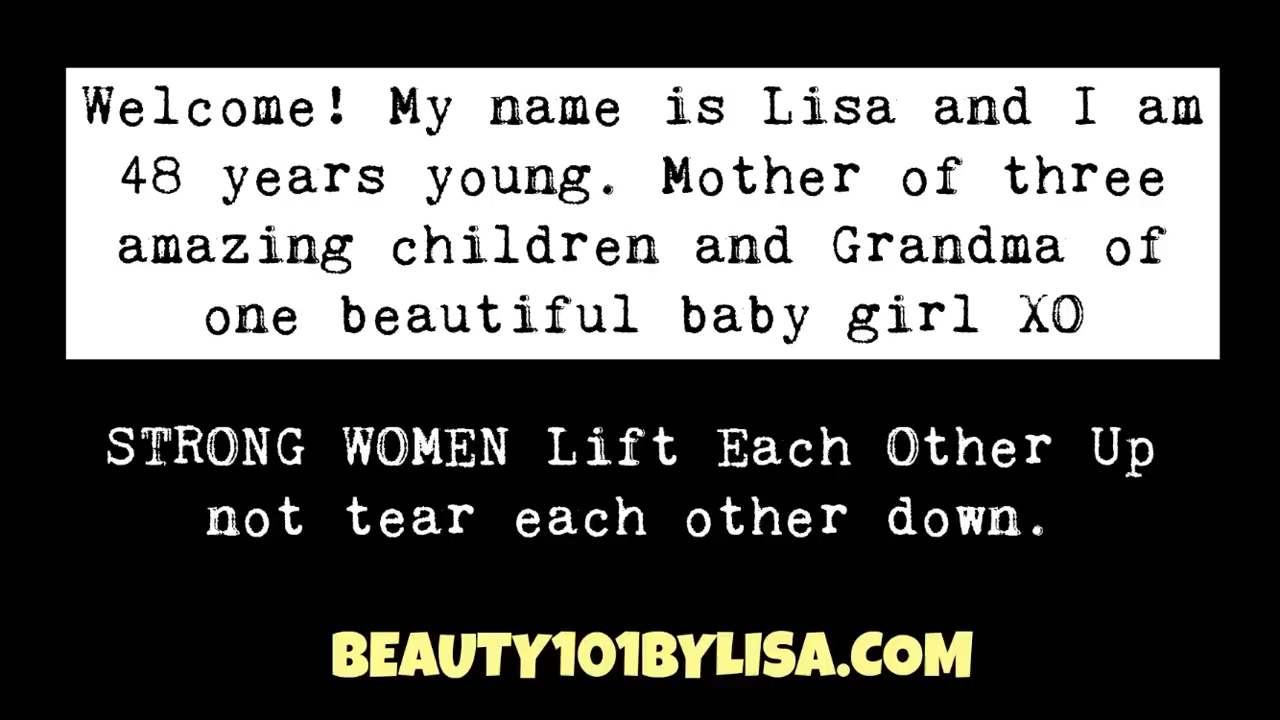 Welcome! My name is Lisa and I am
48 years young. Mother of three
amazing children and Grandma of
one beautiful baby girl XO
STRONG WOMEN Lift Each Other Up
not tear each other down.
BEAUTY101BYLISA.COM